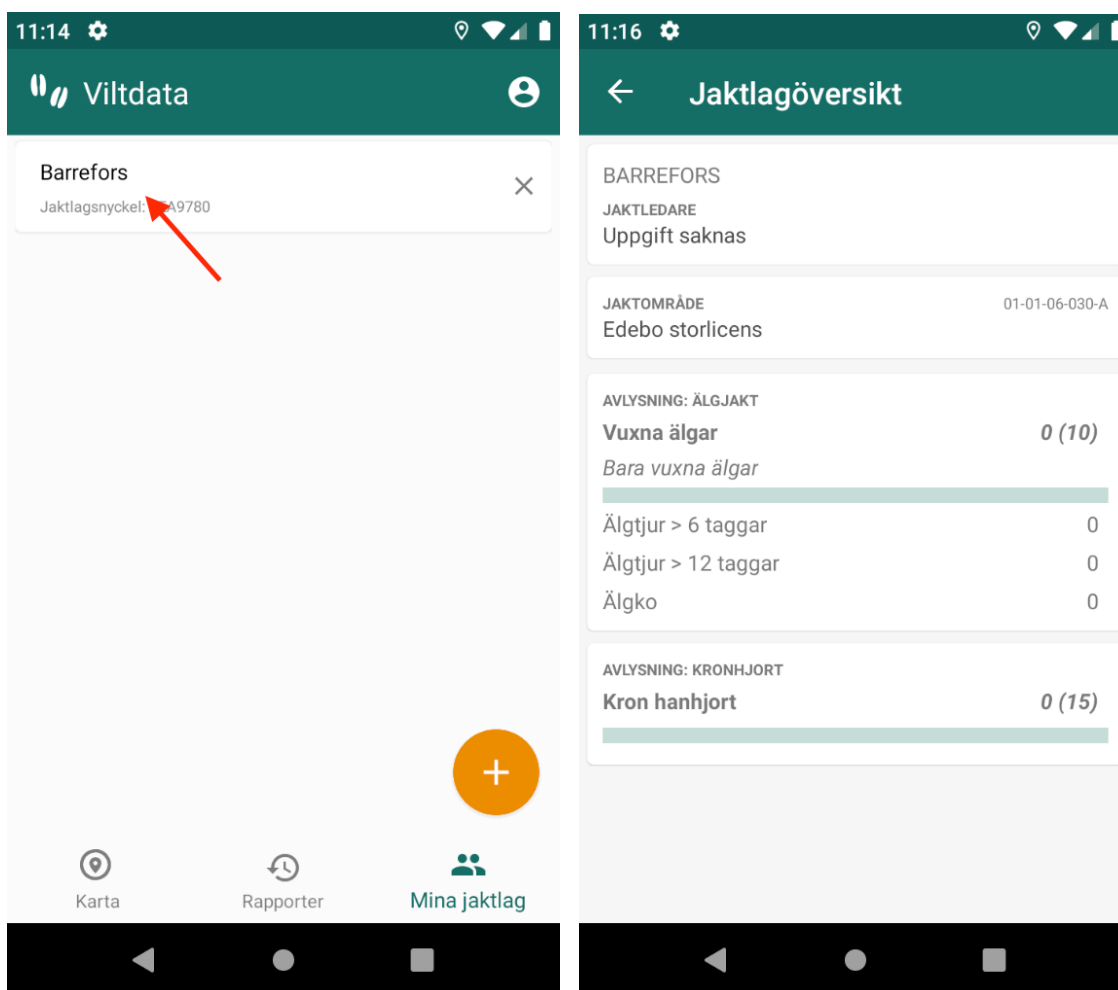 11:14
Viltdata
Barrefors
Jaktlagsnyckel: A9780
Karta
Rapporter
Mina jaktlag
11:16
Jaktlagöversikt
BARREFORS
JAKTLEDARE
Uppgift saknas
JAKTOMRÅDE 01-01-06-030-A
Edebo storlicens
AVLYSNING: ÄLGJAKT
Vuxna älgar 0 (10)
Bara vuxna älgar
Älgtjur > 6 taggar 0
Älgtjur > 12 taggar 0
Älgko 0
AVLYSNING: KRONHJORT
Kron hanhjort 0 (15)